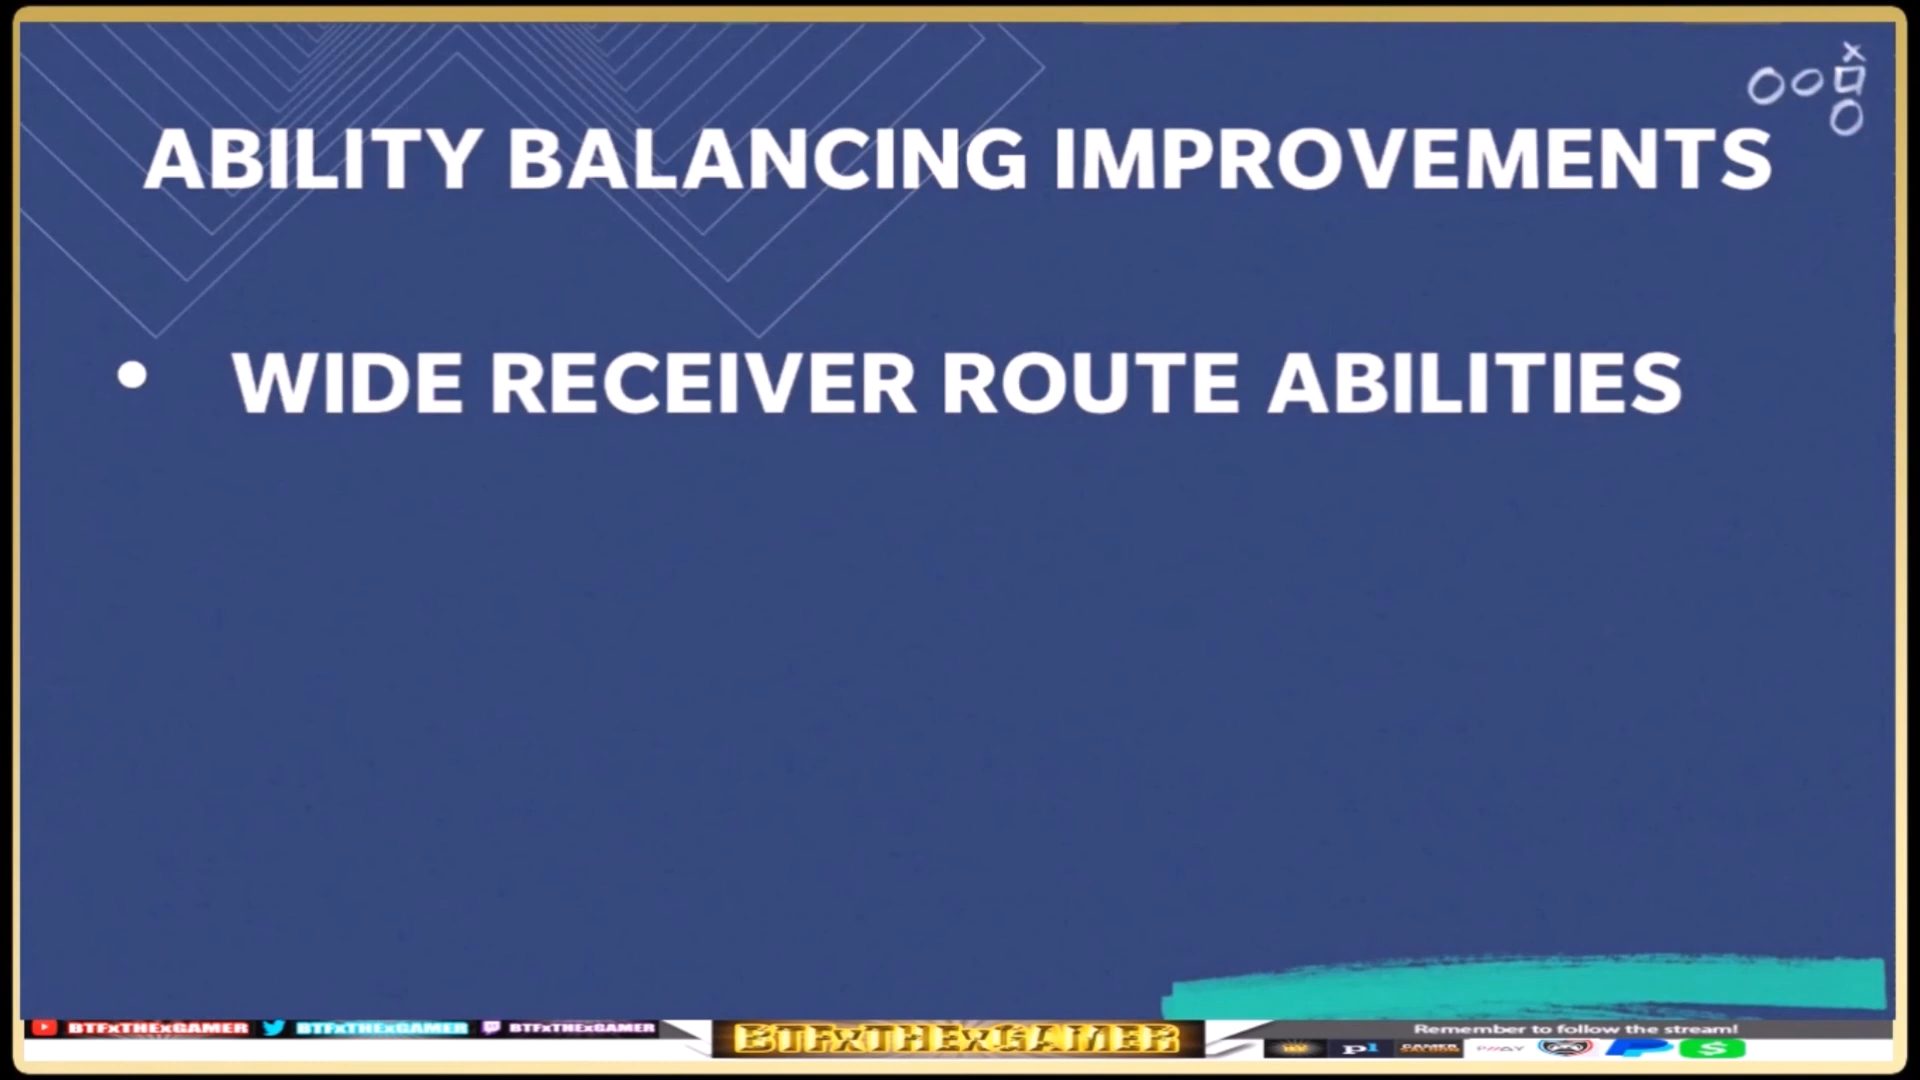 ABILITY BALANCING IMPROVEMENTS
• WIDE RECEIVER ROUTE ABILITIES
BTFxTHExGAMER BTFxTHExGAMER BTFxTHExGAMER
BTFxTHExGAMER
Remember to follow the stream!